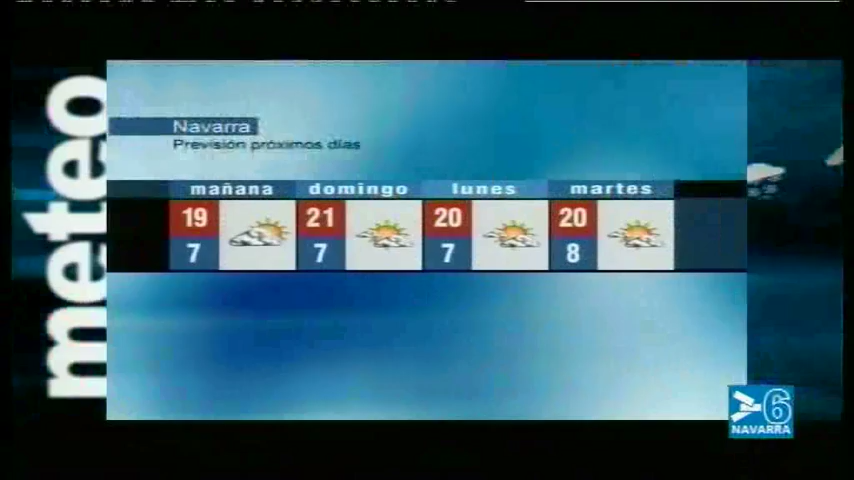 meteo
Navarra
Previsión próximos días
mañana domingo lunes martes
19 21 20 20
7 7 7 8
6
NAVARRA